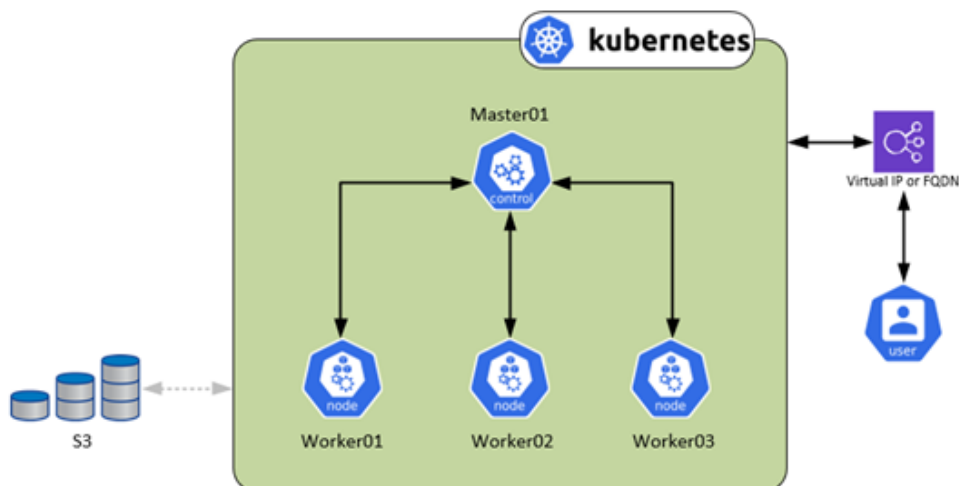 kubernetes
Master01
control
Virtual IP or FQDN
user
node
node
node
S3
Worker01
Worker02
Worker03